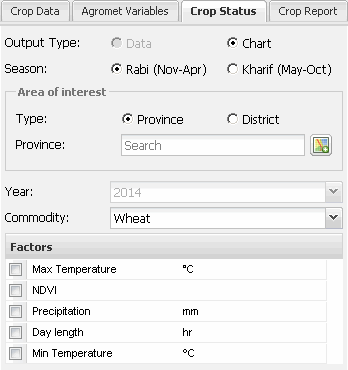 Crop Data Agromet Variables Crop Status Crop Report
Output Type: Data Chart
Season: Rabi (Nov-Apr) Kharif (May-Oct)
Area of interest
Type: Province District
Province: Search
Year: 2014
Commodity: Wheat
Factors
Max Temperature °C
NDVI
Precipitation mm
Day length hr
Min Temperature °C